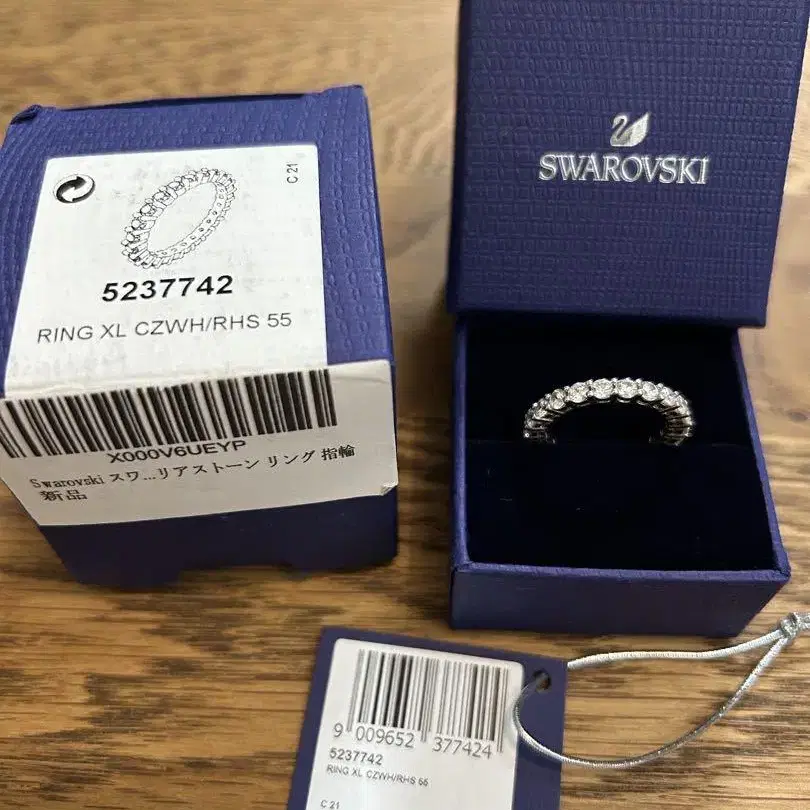 C 21
5237742
RING XL CZWH/RHS 55
X000V6UEYP
Swarovski スワ...リアストーン リング 指輪
新品
SWAROVSKI
9 009652 377424
5237742
RING XL CZWH/RHS 55
C 21